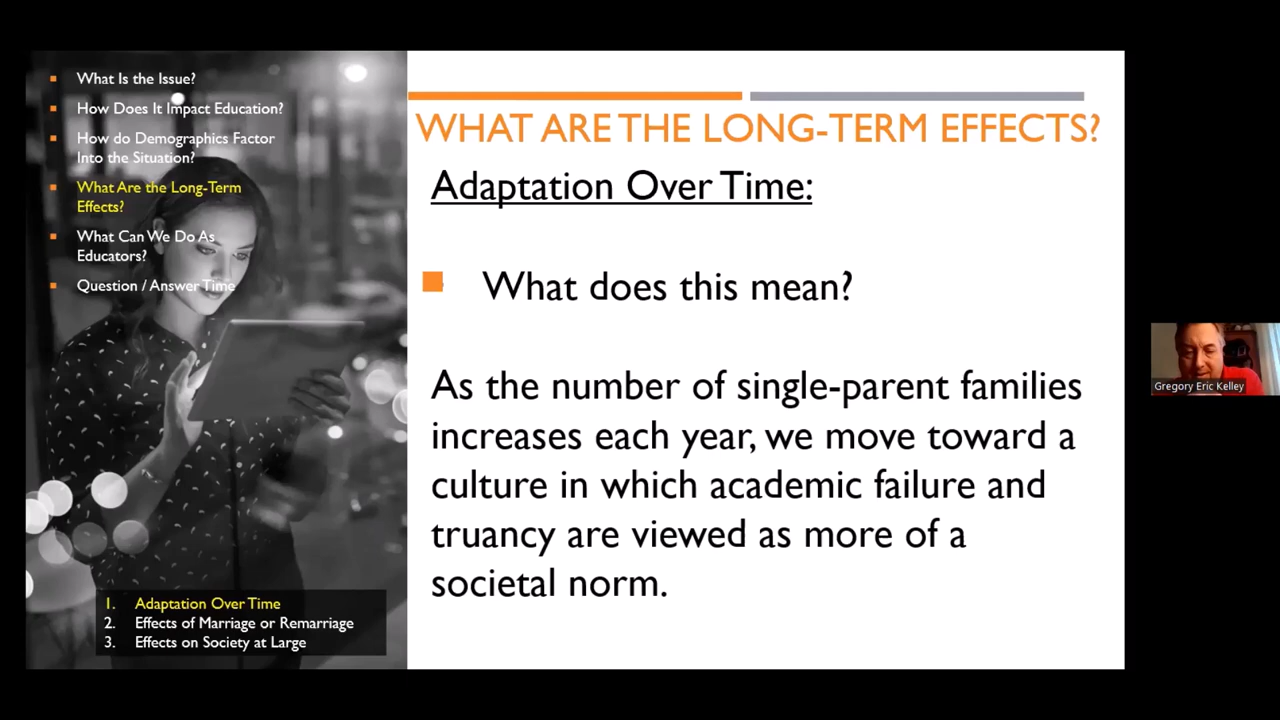 What Is the Issue?
How Does It Impact Education?
How do Demographics Factor
Into the Situation?
What Are the Long-Term
Effects?
What Can We Do As
Educators?
Question / Answer Time
1. Adaptation Over Time
2. Effects of Marriage or Remarriage
3. Effects on Society at Large
WHAT ARE THE LONG-TERM EFFECTS?
Adaptation Over Time:
What does this mean?
As the number of single-parent families
increases each year, we move toward a
culture in which academic failure and
truancy are viewed as more of a
societal norm.
Gregory Eric Kelley